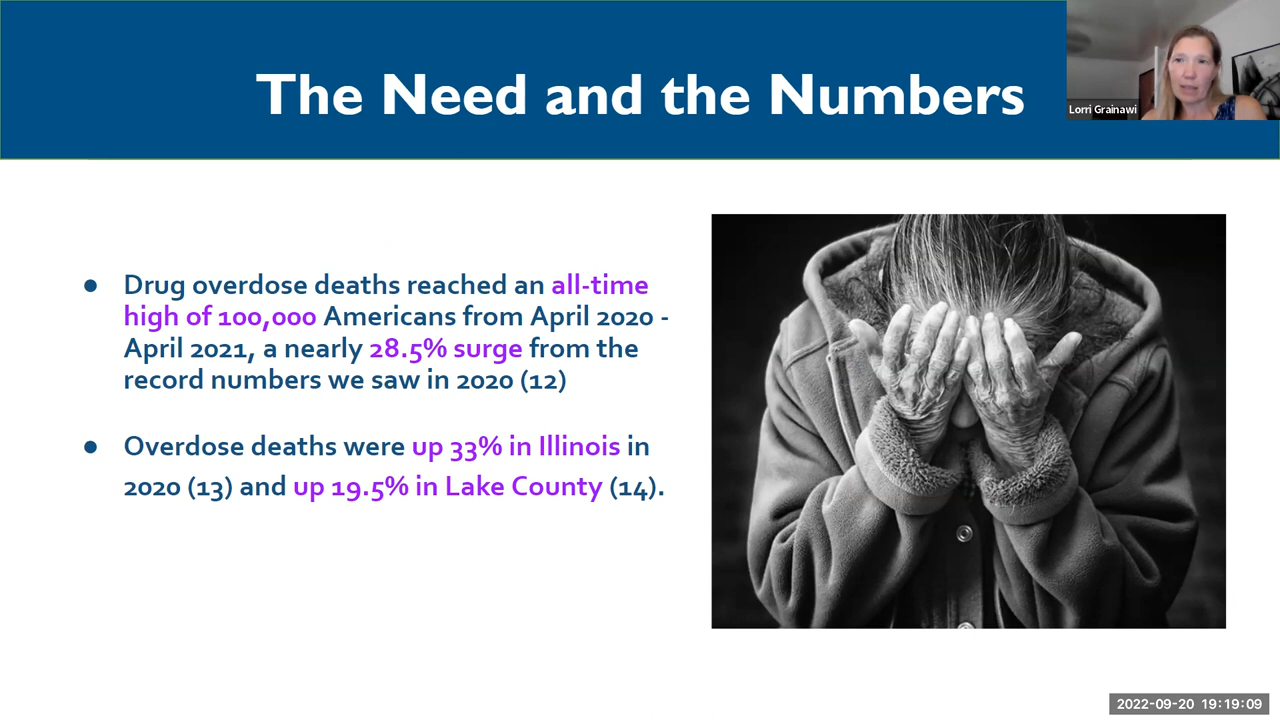 The Need and the Numbers
Lorri Grainawi
● Drug overdose deaths reached an all-time
high of 100,000 Americans from April 2020 -
April 2021, a nearly 28.5% surge from the
record numbers we saw in 2020 (12)
● Overdose deaths were up 33% in Illinois in
2020 (13) and up 19.5% in Lake County (14).
2022-09-20 19:19:09